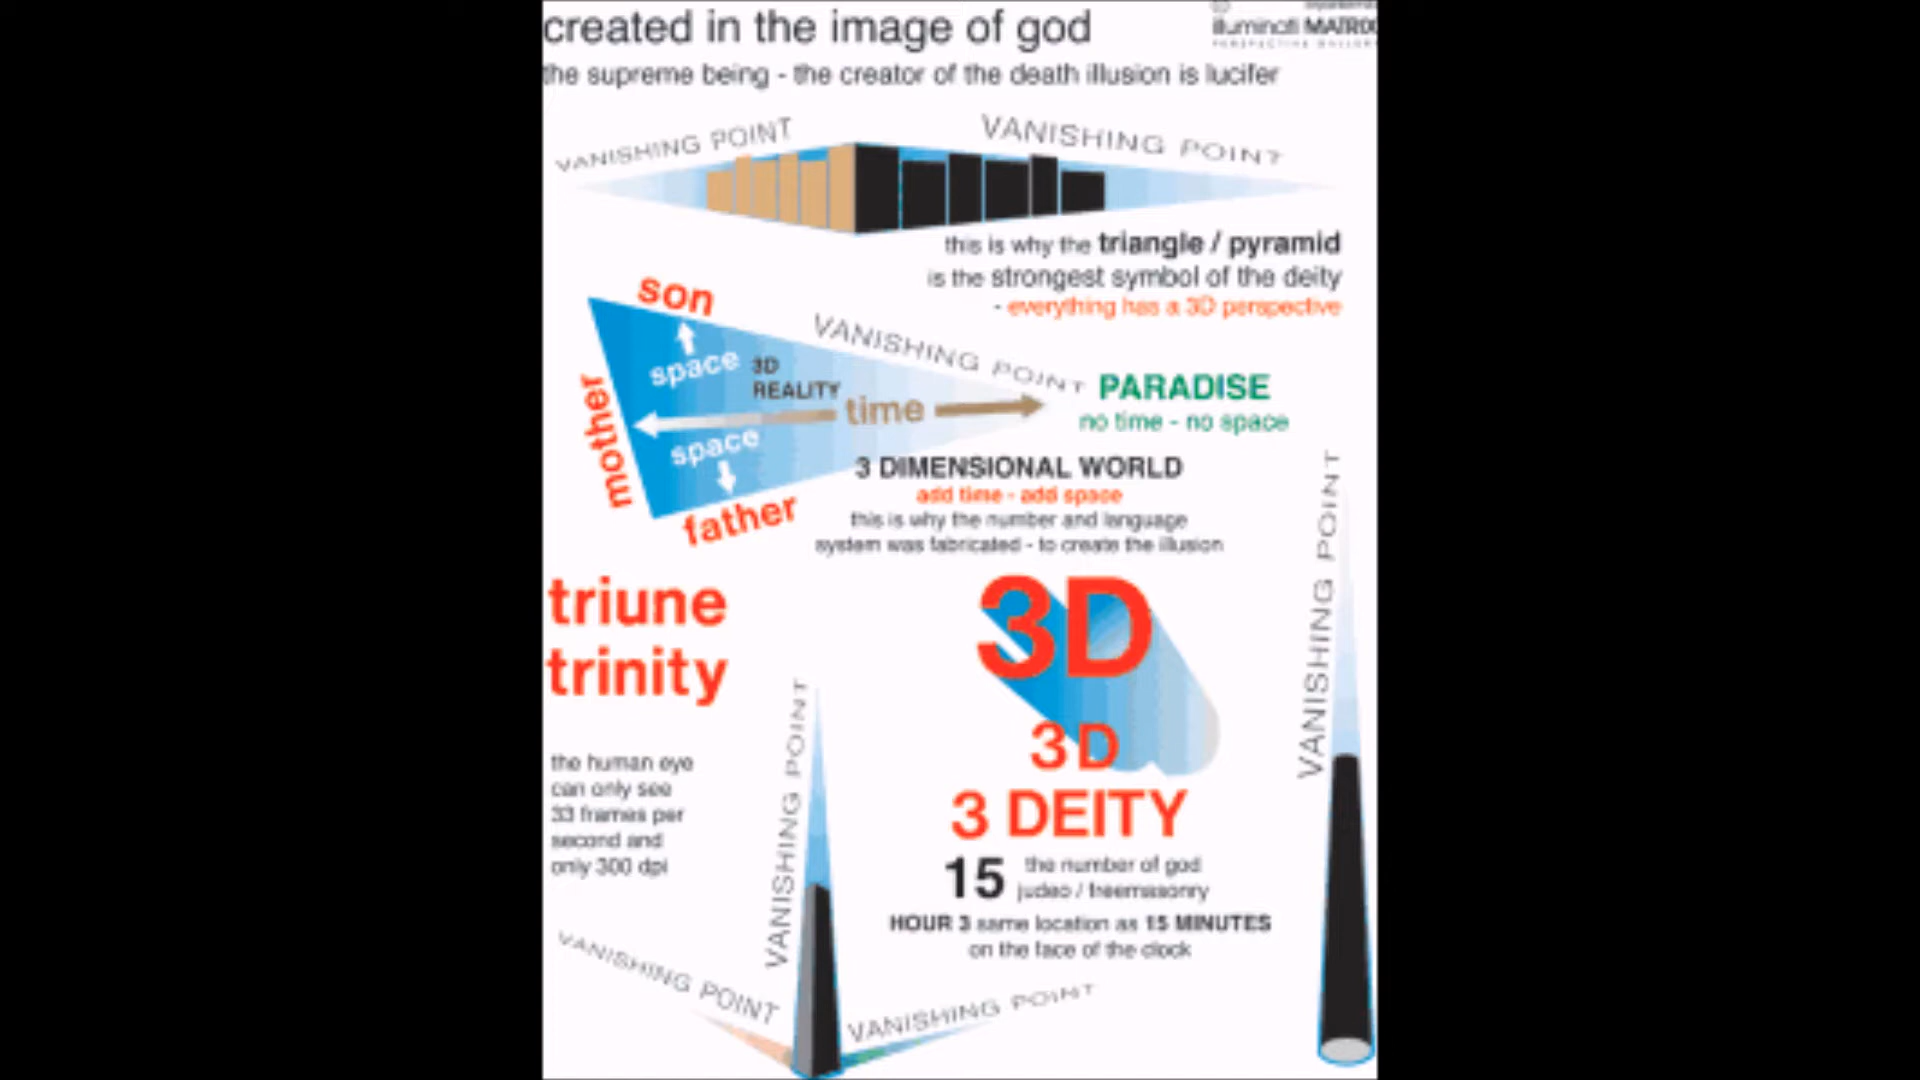 created in the image of god
illuminati MATRIX
the supreme being - the creator of the death illusion is lucifer
VANISHING POINT
VANISHING POINT
this is why the triangle / pyramid
is the strongest symbol of the deity
- everything has a 3D perspective
son
VANISHING POINT
space
3D
REALITY
mother
time
PARADISE
no time - no space
space
father
3 DIMENSIONAL WORLD
add time - add space
this is why the number and language
system was fabricated - to create the illusion
VANISHING POINT
triune
trinity
3D
3D
3 DEITY
the human eye
can only see
33 frames per
second and
only 300 dpi
VANISHING POINT
15
the number of god
judeo / freemasonry
HOUR 3 same location as 15 MINUTES
on the face of the clock
VANISHING POINT
VANISHING POINT